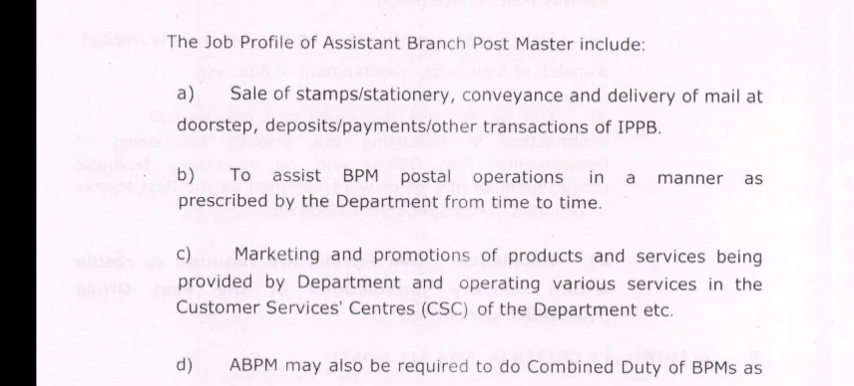 The Job Profile of Assistant Branch Post Master include:
a) Sale of stamps/stationery, conveyance and delivery of mail at
doorstep, deposits/payments/other transactions of IPPB.
b) To assist BPM postal operations in a manner as
prescribed by the Department from time to time.
c) Marketing and promotions of products and services being
provided by Department and operating various services in the
Customer Services' Centres (CSC) of the Department etc.
d) ABPM may also be required to do Combined Duty of BPMs as